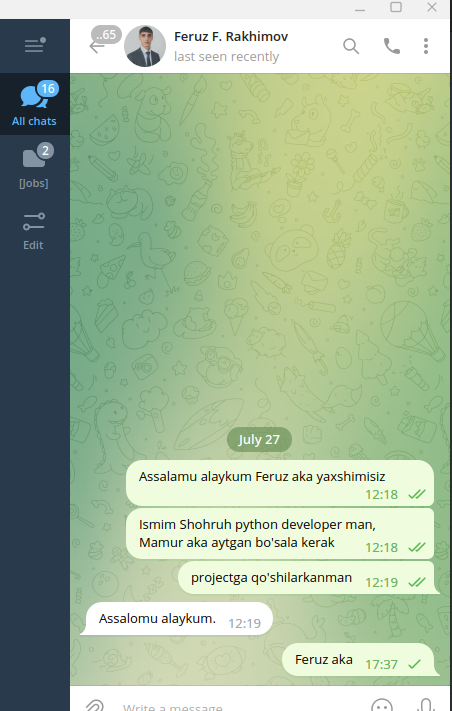 ..65
Feruz F. Rakhimov
last seen recently
16
All chats
2
[Jobs]
Edit
July 27
Assalamu alaykum Feruz aka yaxshimisiz
12:18
Ismim Shohruh python developer man,
Mamur aka aytgan bo'sala kerak
12:18
projectga qo'shilarkanman
12:19
Assalomu alaykum.
12:19
Feruz aka
17:37
Write a message...